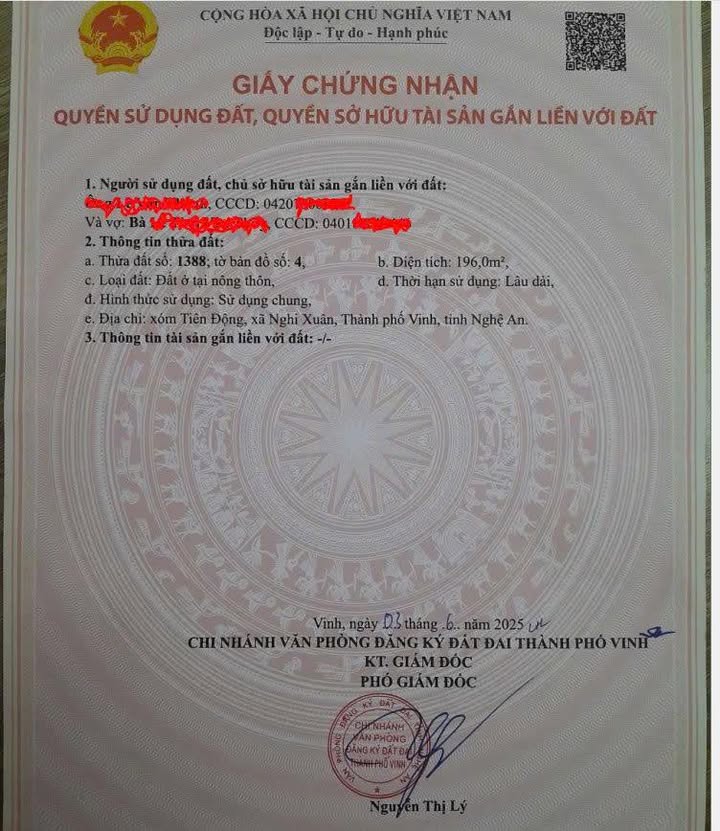 CỘNG HÒA XÃ HỘI CHỦ NGHĨA VIỆT NAM
Độc lập - Tự do - Hạnh phúc
GIẤY CHỨNG NHẬN
QUYỀN SỬ DỤNG ĐẤT, QUYỀN SỞ HỮU TÀI SẢN GẮN LIỀN VỚI ĐẤT
1. Người sử dụng đất, chủ sở hữu tài sản gắn liền với đất:
, CCCD: 0420
Và vợ: Bà , CCCD: 0401
2. Thông tin thửa đất:
a. Thửa đất số: 1388; tờ bản đồ số: 4, b. Diện tích: 196,0m²,
c. Loại đất: Đất ở tại nông thôn, d. Thời hạn sử dụng: Lâu dài,
đ. Hình thức sử dụng: Sử dụng chung,
e. Địa chỉ: xóm Tiên Động, xã Nghi Xuân, Thành phố Vinh, tỉnh Nghệ An.
3. Thông tin tài sản gắn liền với đất: -/-
Vinh, ngày 03 tháng .6.. năm 2025
CHI NHÁNH VĂN PHÒNG ĐĂNG KÝ ĐẤT ĐAI THÀNH PHỐ VINH
KT. GIÁM ĐỐC
PHÓ GIÁM ĐỐC
VĂN PHÒNG ĐĂNG KÝ ĐẤT ĐAI
CHI NHÁNH
VĂN PHÒNG
ĐĂNG KÝ ĐẤT ĐAI
THÀNH PHỐ VINH
Nguyễn Thị Lý